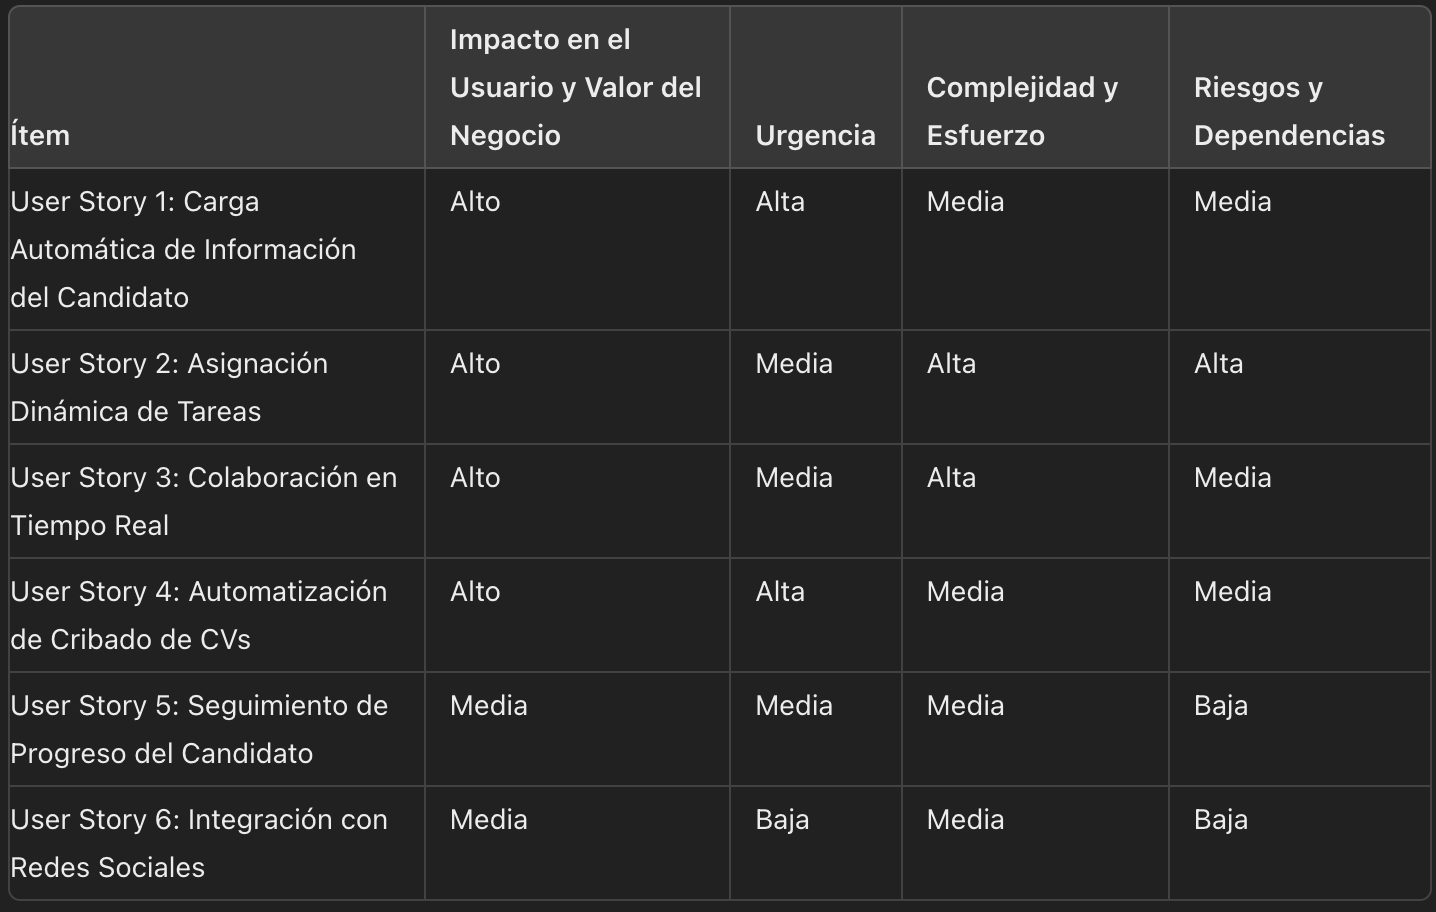 Ítem
Impacto en el
Usuario y Valor del
Negocio
Urgencia
Complejidad y
Esfuerzo
Riesgos y
Dependencias
User Story 1: Carga
Automática de Información
del Candidato
Alto
Alta
Media
Media
User Story 2: Asignación
Dinámica de Tareas
Alto
Media
Alta
Alta
User Story 3: Colaboración en
Tiempo Real
Alto
Media
Alta
Media
User Story 4: Automatización
de Cribado de CVs
Alto
Alta
Media
Media
User Story 5: Seguimiento de
Progreso del Candidato
Media
Media
Media
Baja
User Story 6: Integración con
Redes Sociales
Media
Baja
Media
Baja